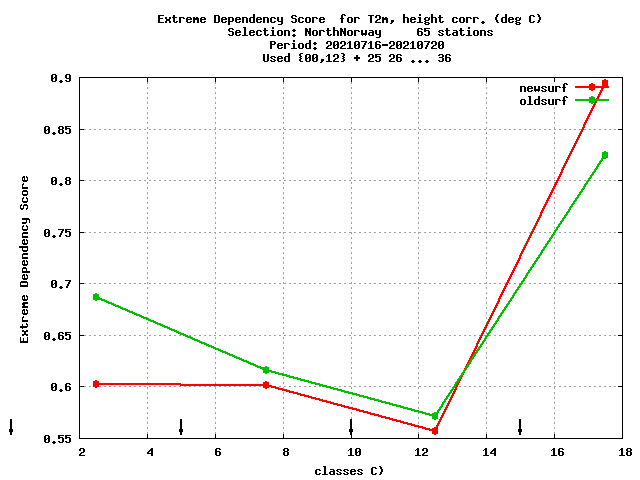 Extreme Dependency Score  for T2m, height corr. (deg C)
Selection: NorthNorway     65 stations
Period: 20210716-20210720
Used {00,12} + 25 26 ... 36
newsurf
oldsurf
0.9
0.85
0.8
0.75
0.7
0.65
0.6
0.55
Extreme Dependency Score
2 4 6 8 10 12 14 16 18
classes C)